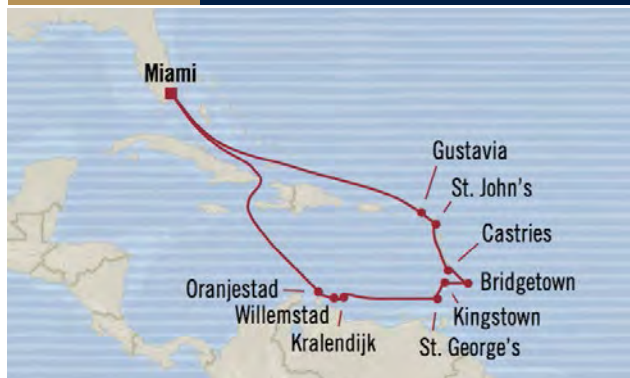 Miami
Gustavia
St. John's
Castries
Bridgetown
Oranjestad
Willemstad
Kingstown
Kralendijk
St. George's